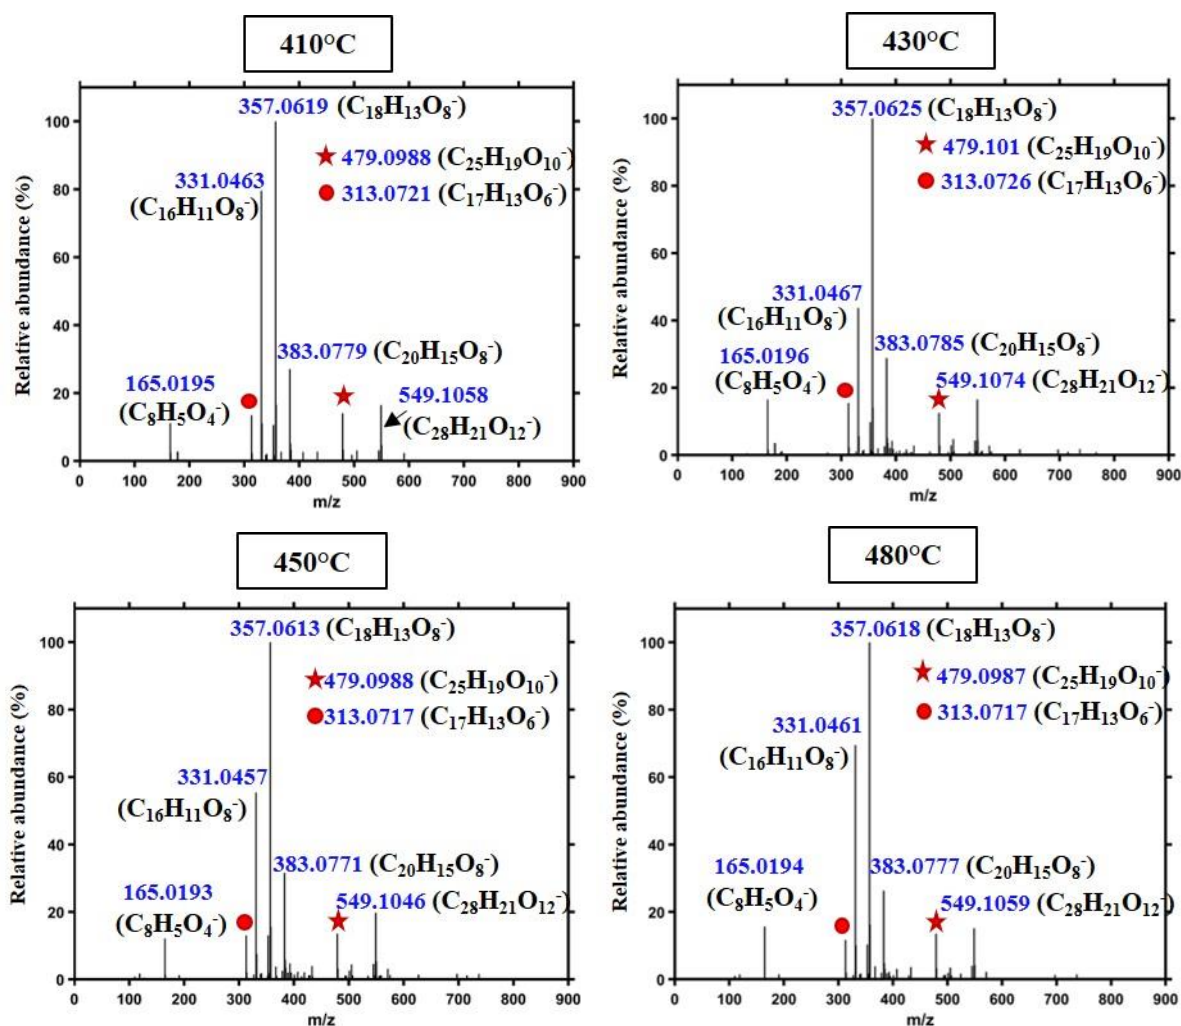 410°C
Relative abundance (%)
357.0619 (C₁₈H₁₃O₈⁻)
★ 479.0988 (C₂₅H₁₉O₁₀⁻)
● 313.0721 (C₁₇H₁₃O₆⁻)
331.0463
(C₁₆H₁₁O₈⁻)
383.0779 (C₂₀H₁₅O₈⁻)
165.0195
(C₈H₅O₄⁻)
549.1058
(C₂₈H₂₁O₁₂⁻)
100
80
60
40
20
0
0 100 200 300 400 500 600 700 800 900
m/z
430°C
Relative abundance (%)
357.0625 (C₁₈H₁₃O₈⁻)
★ 479.101 (C₂₅H₁₉O₁₀⁻)
● 313.0726 (C₁₇H₁₃O₆⁻)
331.0467
(C₁₆H₁₁O₈⁻)
383.0785 (C₂₀H₁₅O₈⁻)
165.0196
(C₈H₅O₄⁻)
549.1074 (C₂₈H₂₁O₁₂⁻)
100
80
60
40
20
0
0 100 200 300 400 500 600 700 800 900
m/z
450°C
Relative abundance (%)
357.0613 (C₁₈H₁₃O₈⁻)
★ 479.0988 (C₂₅H₁₉O₁₀⁻)
● 313.0717 (C₁₇H₁₃O₆⁻)
331.0457
(C₁₆H₁₁O₈⁻)
383.0771 (C₂₀H₁₅O₈⁻)
165.0193
(C₈H₅O₄⁻)
549.1046 (C₂₈H₂₁O₁₂⁻)
100
80
60
40
20
0
0 100 200 300 400 500 600 700 800 900
m/z
480°C
Relative abundance (%)
357.0618 (C₁₈H₁₃O₈⁻)
★ 479.0987 (C₂₅H₁₉O₁₀⁻)
● 313.0717 (C₁₇H₁₃O₆⁻)
331.0461
(C₁₆H₁₁O₈⁻)
383.0777 (C₂₀H₁₅O₈⁻)
165.0194
(C₈H₅O₄⁻)
549.1059 (C₂₈H₂₁O₁₂⁻)
100
80
60
40
20
0
0 100 200 300 400 500 600 700 800 900
m/z